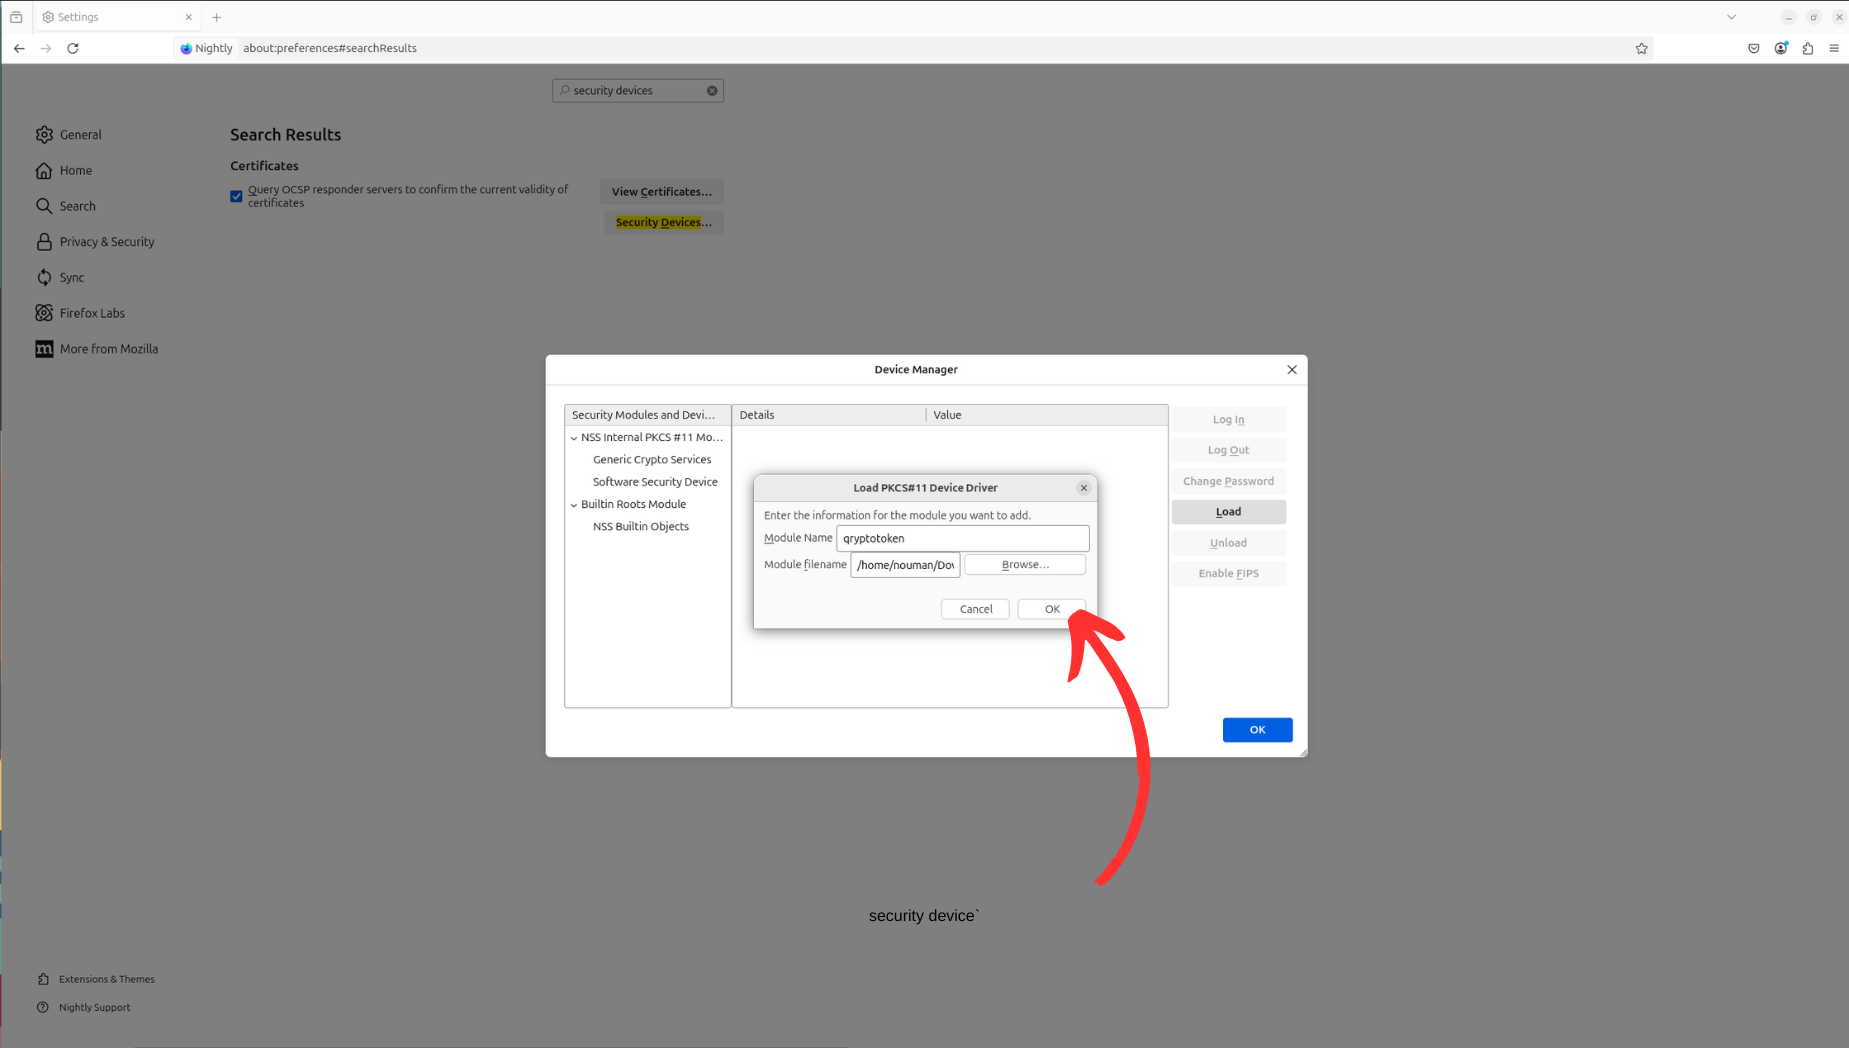 Settings
Nightly about:preferences#searchResults
security devices
General
Home
Search
Privacy & Security
Sync
Firefox Labs
m More from Mozilla
Search Results
Certificates
Query OCSP responder servers to confirm the current validity of
certificates
View Certificates...
Security Devices...
Device Manager
Security Modules and Devi...
Details
Value
NSS Internal PKCS #11 Mo...
Generic Crypto Services
Software Security Device
Builtin Roots Module
NSS Builtin Objects
Log In
Log Out
Change Password
Load
Unload
Enable FIPS
Load PKCS#11 Device Driver
Enter the information for the module you want to add.
Module Name qryptotoken
Module filename /home/nouman/Dov Browse...
Cancel OK
OK
security device`
Extensions & Themes
Nightly Support